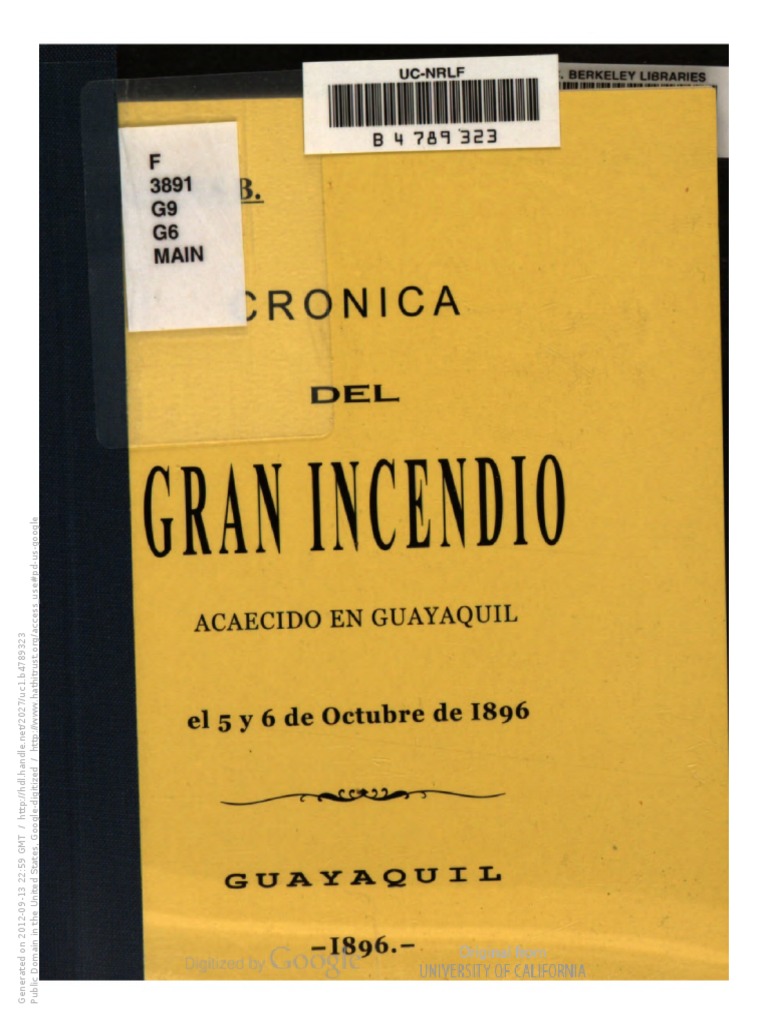 UC-NRLF
BERKELEY LIBRARIES
B 4 789 323
F
3891
G9
G6
MAIN
B.
CRONICA
DEL
GRAN INCENDIO
ACAECIDO EN GUAYAQUIL
el 5 y 6 de Octubre de 1896
GUAYAQUIL
–1896.–
Digitized by Google
Original from
UNIVERSITY OF CALIFORNIA
Generated on 2012-09-13 22:59 GMT / http://hdl.handle.net/2027/uc1.b4789323
Public Domain in the United States, Google-digitized / http://www.hathitrust.org/access_use#pd-us-google